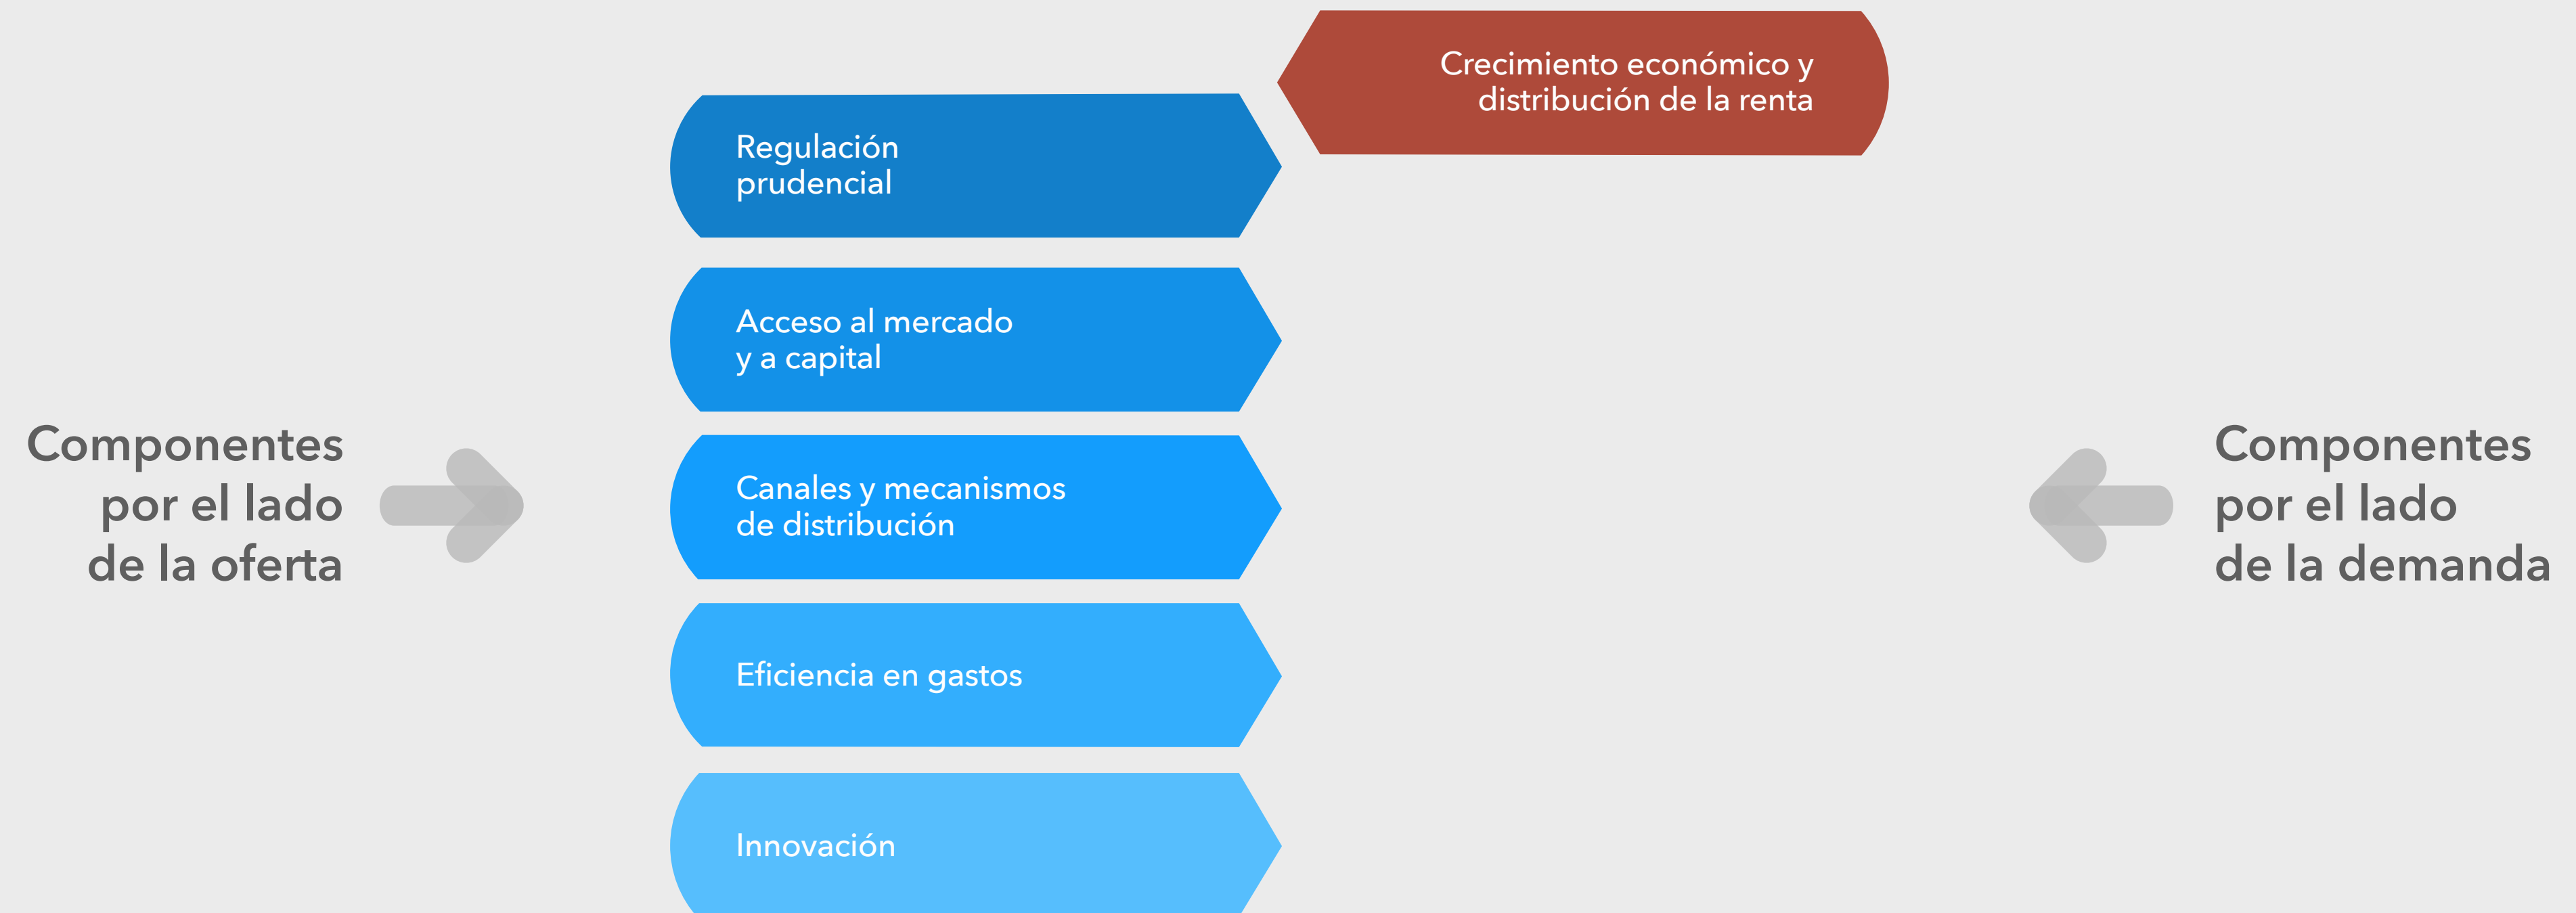 Componentes
por el lado
de la oferta
Regulación
prudencial
Acceso al mercado
y a capital
Canales y mecanismos
de distribución
Eficiencia en gastos
Innovación
Crecimiento económico y
distribución de la renta
Componentes
por el lado
de la demanda